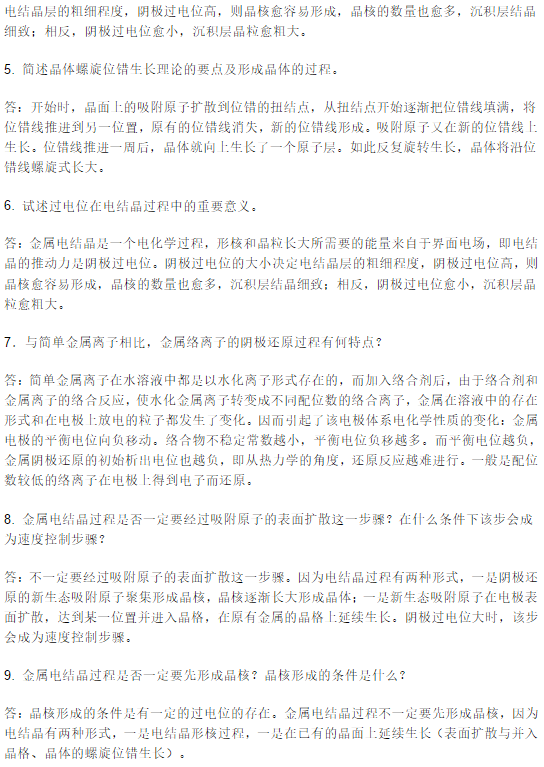 电结晶层的粗细程度，阴极过电位高，则晶核愈容易形成，晶核的数量也愈多，沉积层结晶
细致；相反，阴极过电位愈小，沉积层晶粒愈粗大。
5. 简述晶体螺旋位错生长理论的要点及形成晶体的过程。
答：开始时，晶面上的吸附原子扩散到位错的扭结点，从扭结点开始逐渐把位错线填满，将
位错线推进到另一位置，原有的位错线消失，新的位错线形成。吸附原子又在新的位错线上
生长。位错线推进一周后，晶体就向上生长了一个原子层。如此反复旋转生长，晶体将沿位
错线螺旋式长大。
6. 试述过电位在电结晶过程中的重要意义。
答：金属电结晶是一个电化学过程，形核和晶粒长大所需要的能量来自于界面电场，即电结
晶的推动力是阴极过电位。阴极过电位的大小决定电结晶层的粗细程度，阴极过电位高，则
晶核愈容易形成，晶核的数量也愈多，沉积层结晶细致；相反，阴极过电位愈小，沉积层晶
粒愈粗大。
7．与简单金属离子相比，金属络离子的阴极还原过程有何特点？
答：简单金属离子在水溶液中都是以水化离子形式存在的，而加入络合剂后，由于络合剂和
金属离子的络合反应，使水化金属离子转变成不同配位数的络合离子，金属在溶液中的存在
形式和在电极上放电的粒子都发生了变化。因而引起了该电极体系电化学性质的变化：金属
电极的平衡电位向负移动。络合物不稳定常数越小，平衡电位负移越多。而平衡电位越负，
金属阴极还原的初始析出电位也越负，即从热力学的角度，还原反应越难进行。一般是配位
数较低的络离子在电极上得到电子而还原。
8. 金属电结晶过程是否一定要经过吸附原子的表面扩散这一步骤？在什么条件下该步会成
为速度控制步骤？
答：不一定要经过吸附原子的表面扩散这一步骤。因为电结晶过程有两种形式，一是阴极还
原的新生态吸附原子聚集形成晶核，晶核逐渐长大形成晶体；一是新生态吸附原子在电极表
面扩散，达到某一位置并进入晶格，在原有金属的晶格上延续生长。阴极过电位大时，该步
会成为速度控制步骤。
9. 金属电结晶过程是否一定要先形成晶核？晶核形成的条件是什么？
答：晶核形成的条件是有一定的过电位的存在。金属电结晶过程不一定要先形成晶核，因为
电结晶有两种形式，一是电结晶形核过程，一是在已有的晶面上延续生长（表面扩散与并入
晶格、晶体的螺旋位错生长）。